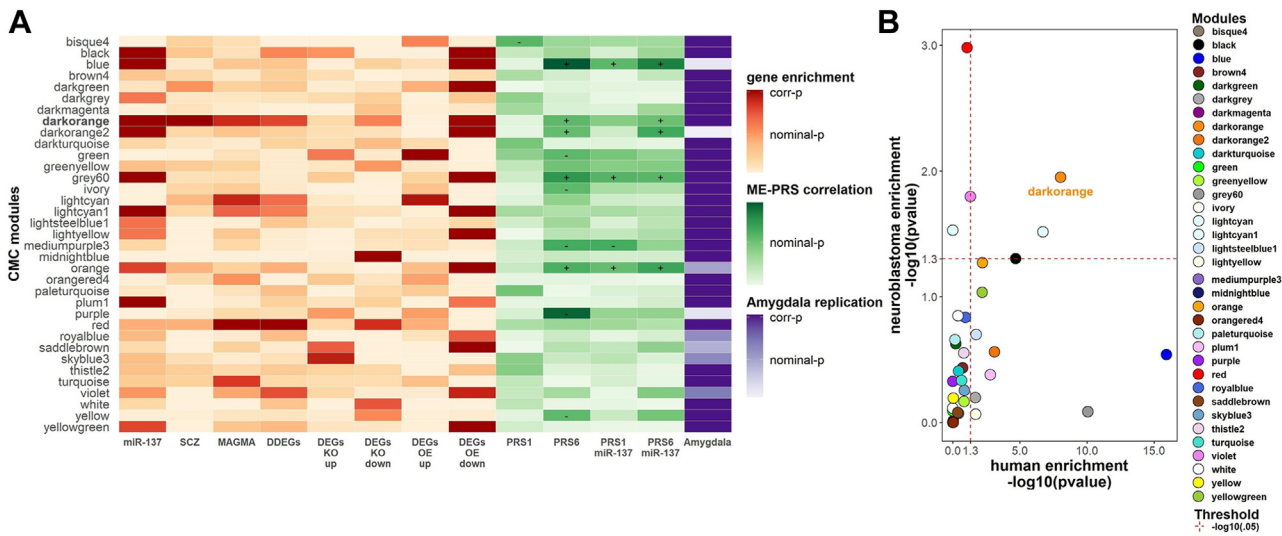 A
CMC modules
bisque4
black
blue
brown4
darkgreen
darkgrey
darkmagenta
darkorange
darkorange2
darkturquoise
green
greenyellow
grey60
ivory
lightcyan
lightcyan1
lightsteelblue1
lightyellow
mediumpurple3
midnightblue
orange
orangered4
paleturquoise
plum1
purple
red
royalblue
saddlebrown
skyblue3
thistle2
turquoise
violet
white
yellow
yellowgreen
-
+ + +
+ +
+ +
-
+ + +
-
- -
+ + +
-
-
miR-137 SCZ MAGMA DDEGs DEGs DEGs DEGs DEGs PRS1 PRS6 PRS1 PRS6 Amygdala
KO KO OE OE miR-137 miR-137
up down up down
gene enrichment
corr-p
nominal-p
ME-PRS correlation
nominal-p
Amygdala replication
corr-p
nominal-p
B
neuroblastoma enrichment
-log10(pvalue)
3.0
2.0
1.3
1.0
0.0
darkorange
0.0 1.3 5.0 10.0 15.0
human enrichment
-log10(pvalue)
Modules
bisque4
black
blue
brown4
darkgreen
darkgrey
darkmagenta
darkorange
darkorange2
darkturquoise
green
greenyellow
grey60
ivory
lightcyan
lightcyan1
lightsteelblue1
lightyellow
mediumpurple3
midnightblue
orange
orangered4
paleturquoise
plum1
purple
red
royalblue
saddlebrown
skyblue3
thistle2
turquoise
violet
white
yellow
yellowgreen
Threshold
-log10(.05)